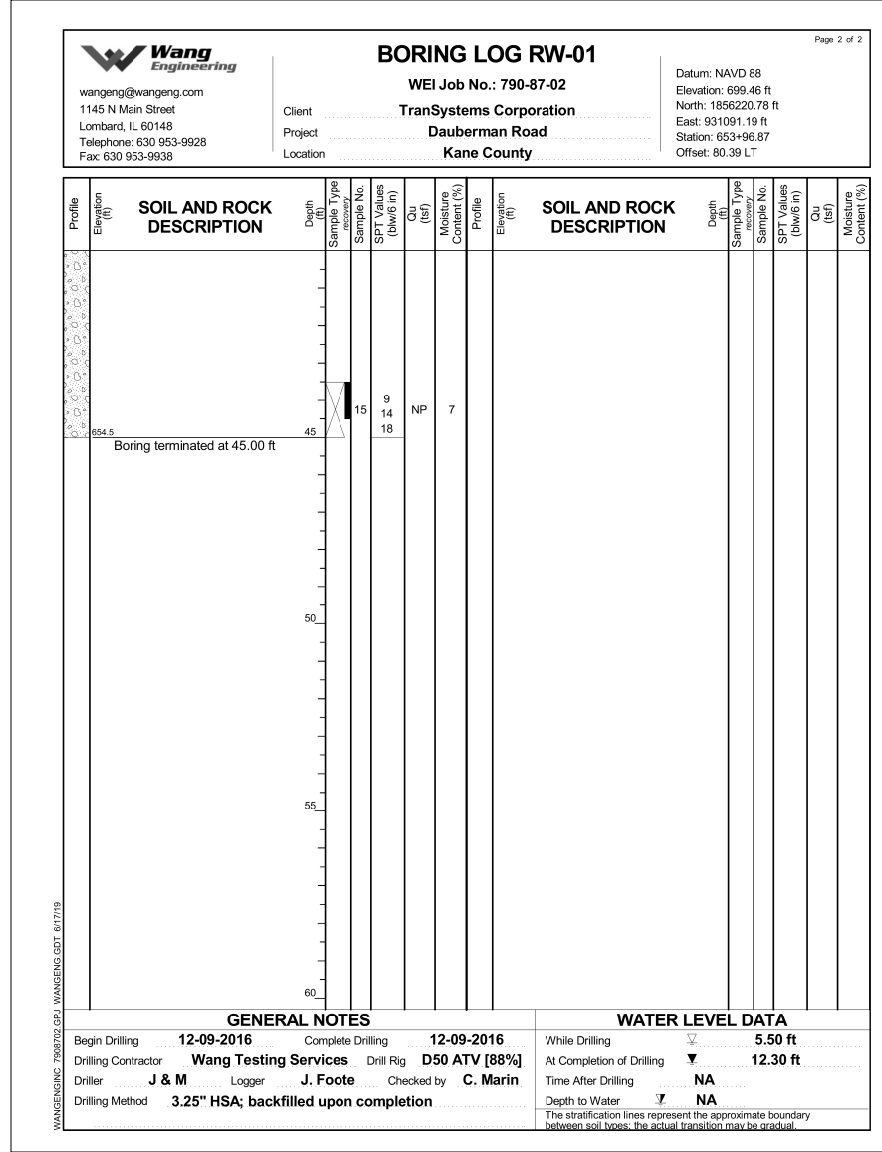 Page 2 of 2
Wang
Engineering
wangeng@wangeng.com
1145 N Main Street
Lombard, IL 60148
Telephone: 630 953-9928
Fax: 630 953-9938
BORING LOG RW-01
WEI Job No.: 790-87-02
Client TranSystems Corporation
Project Dauberman Road
Location Kane County
Datum: NAVD 88
Elevation: 699.46 ft
North: 1856220.78 ft
East: 931091.19 ft
Station: 653+96.87
Offset: 80.39 LT
Profile
Elevation (ft)
SOIL AND ROCK
DESCRIPTION
Depth (ft)
Sample Type
recovery
Sample No.
SPT Values (blw/6 in)
Qu (tsf)
Moisture Content (%)
Profile
Elevation (ft)
SOIL AND ROCK
DESCRIPTION
Depth (ft)
Sample Type
recovery
Sample No.
SPT Values (blw/6 in)
Qu (tsf)
Moisture Content (%)
9
15 14 NP 7
18
654.5 45
Boring terminated at 45.00 ft
50
55
60
WANGENGINC 7908702.GPJ WANGENG.GDT 6/17/19
GENERAL NOTES
Begin Drilling 12-09-2016 Complete Drilling 12-09-2016
Drilling Contractor Wang Testing Services Drill Rig D50 ATV [88%]
Driller J & M Logger J. Foote Checked by C. Marin
Drilling Method 3.25" HSA; backfilled upon completion
WATER LEVEL DATA
While Drilling 5.50 ft
At Completion of Drilling 12.30 ft
Time After Drilling NA
Depth to Water NA
The stratification lines represent the approximate boundary
between soil types; the actual transition may be gradual.